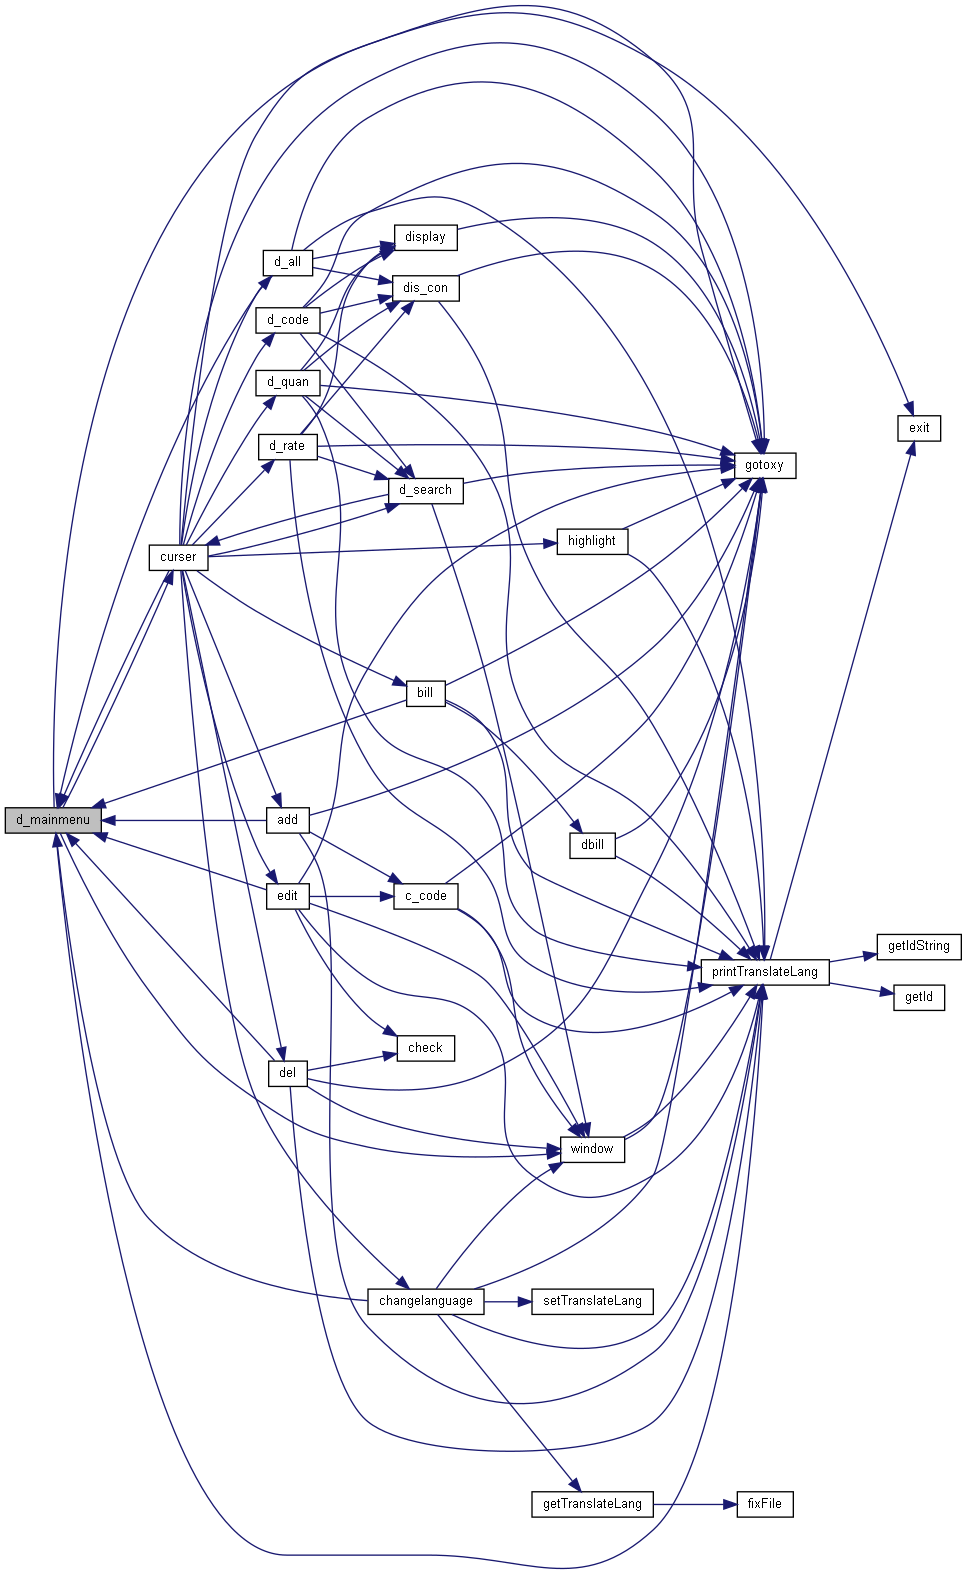 display
d_all
dis_con
d_code
d_quan
exit
d_rate
gotoxy
d_search
highlight
curser
bill
d_mainmenu
add
dbill
edit
c_code
getIdString
printTranslateLang
getId
check
del
window
changelanguage
setTranslateLang
getTranslateLang
fixFile